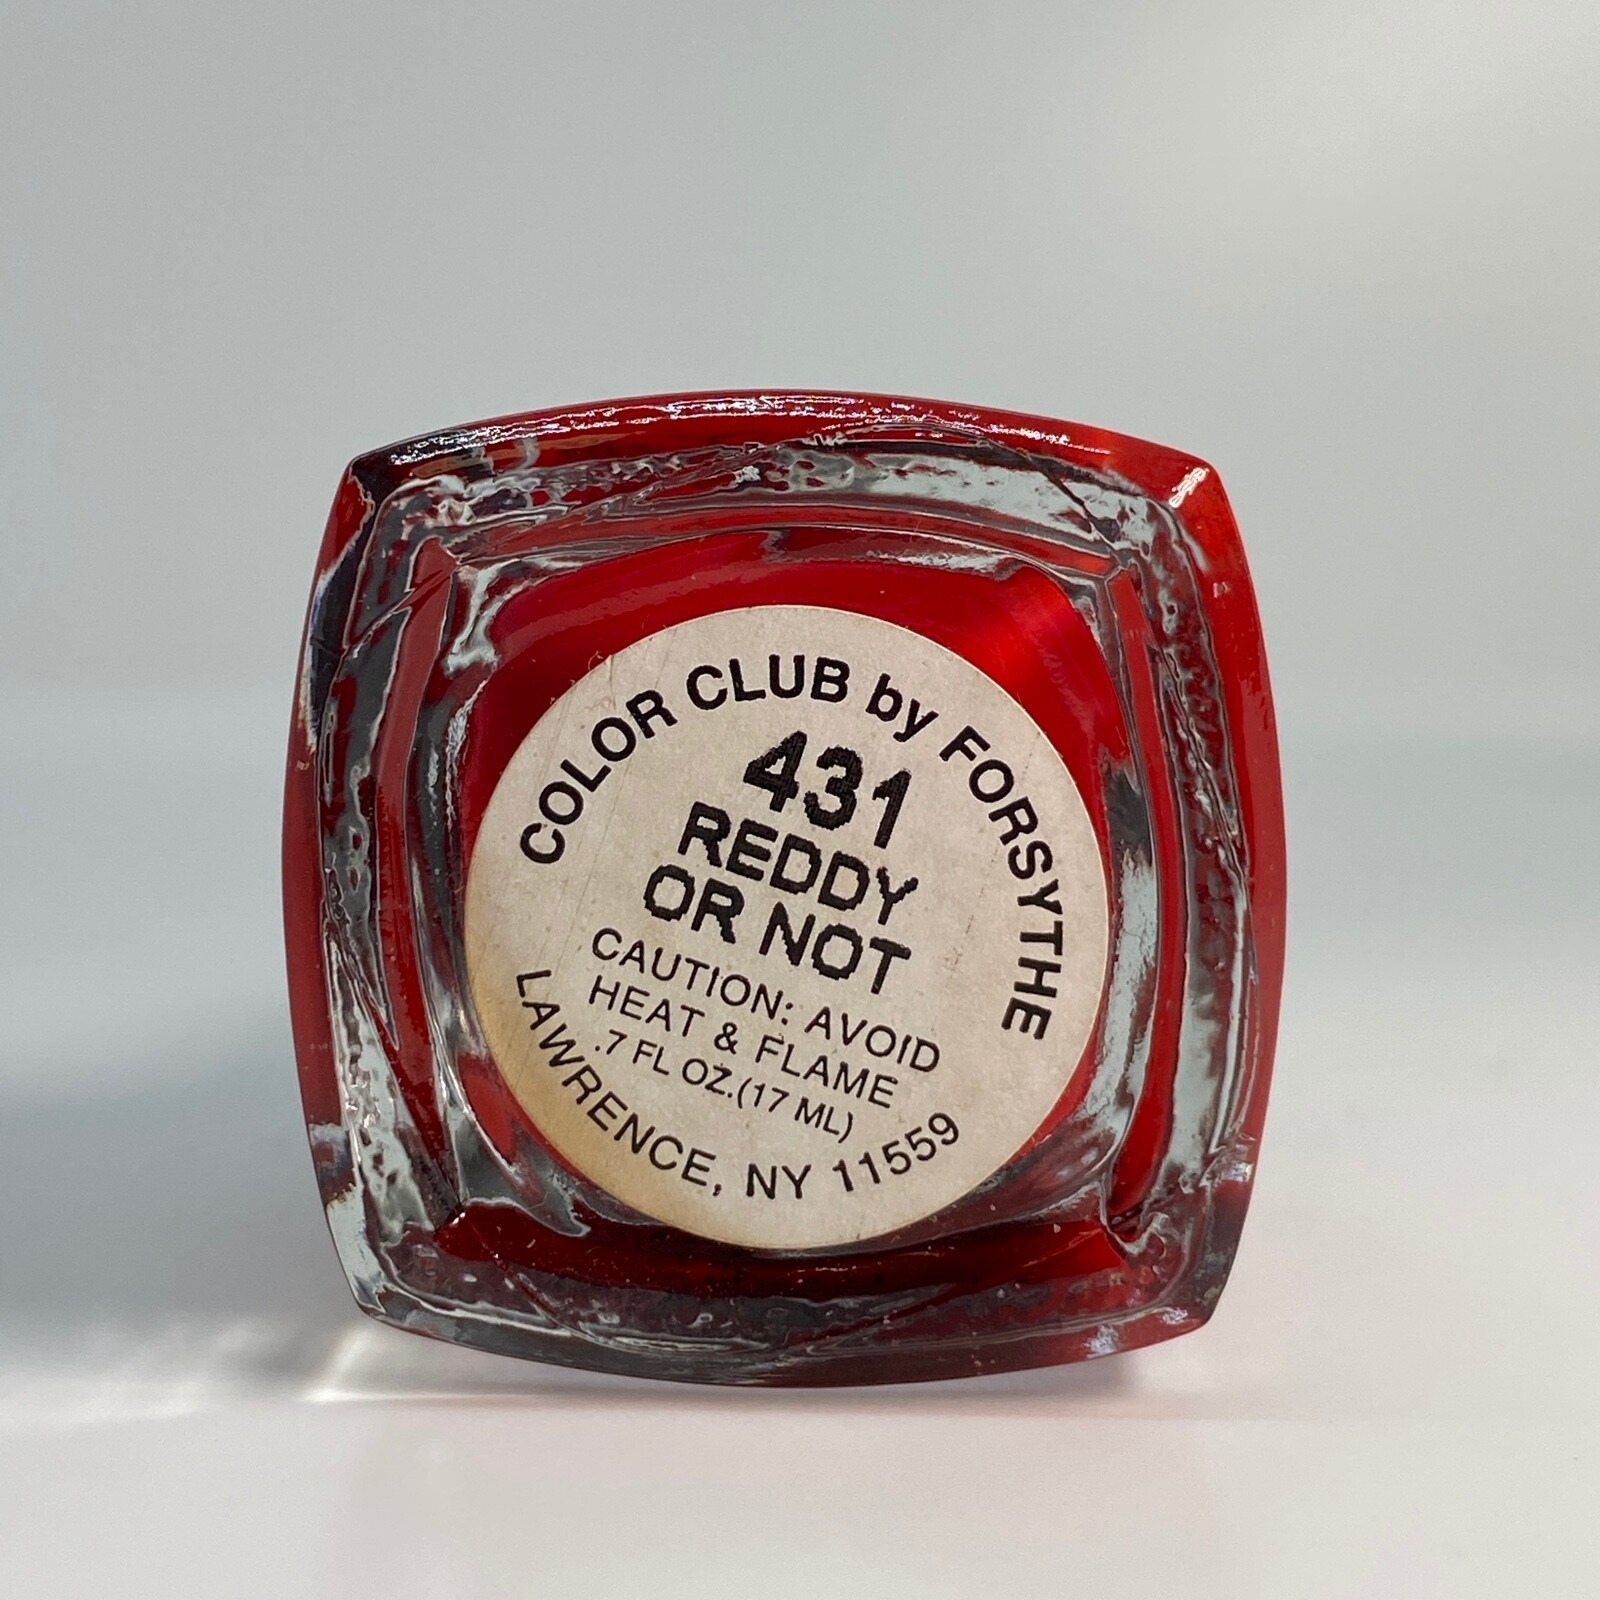 COLOR CLUB by FORSYTHE
431
REDDY
OR NOT
CAUTION: AVOID
HEAT & FLAME
.7 FL OZ.(17 ML)
LAWRENCE, NY 11559